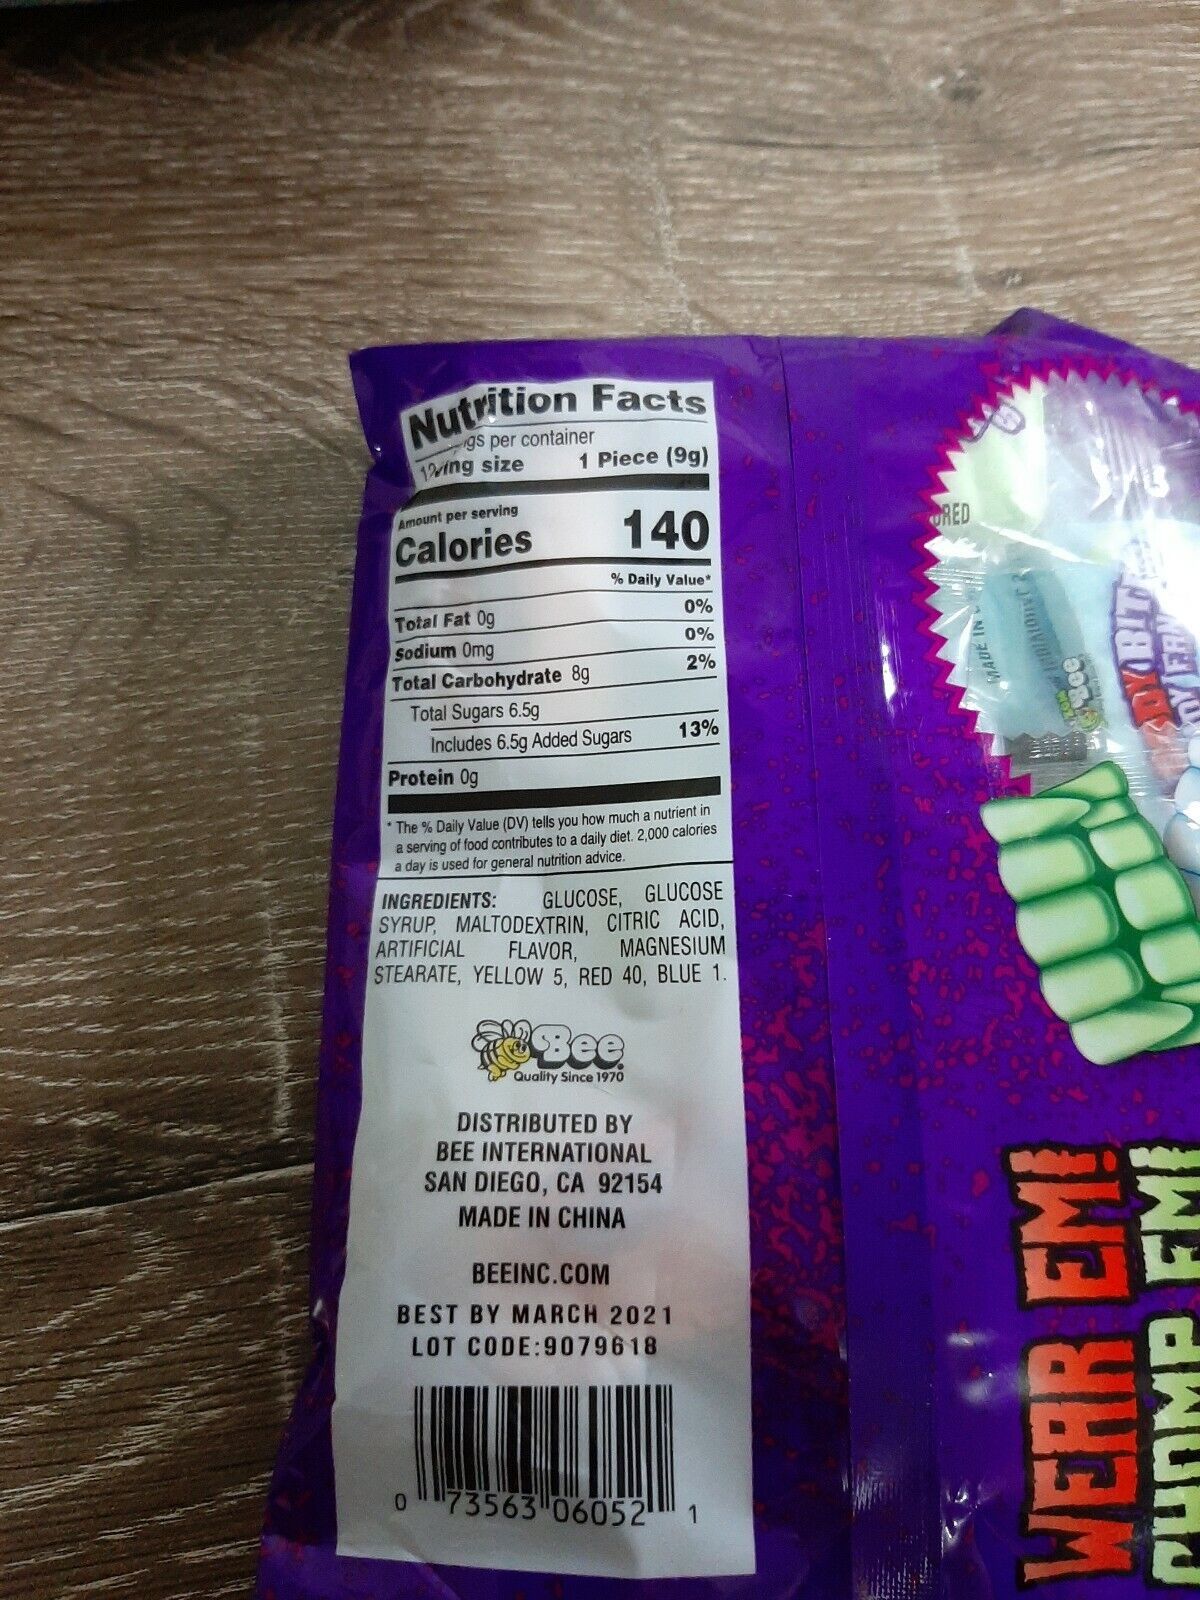 Nutrition Facts
per container
size 1 Piece (9g)
Amount per serving
Calories 140
% Daily Value*
Total Fat 0g 0%
Sodium 0mg 0%
Total Carbohydrate 8g 2%
Total Sugars 6.5g
Includes 6.5g Added Sugars 13%
Protein 0g
* The % Daily Value (DV) tells you how much a nutrient in
a serving of food contributes to a daily diet. 2,000 calories
a day is used for general nutrition advice.
INGREDIENTS: GLUCOSE, GLUCOSE
SYRUP, MALTODEXTRIN, CITRIC ACID,
ARTIFICIAL FLAVOR, MAGNESIUM
STEARATE, YELLOW 5, RED 40, BLUE 1.
Bee
Quality Since 1970
DISTRIBUTED BY
BEE INTERNATIONAL
SAN DIEGO, CA 92154
MADE IN CHINA
BEEINC.COM
BEST BY MARCH 2021
LOT CODE:9079618
0 73563 06052 1
MADE IN
Bee
WEAR EM!
CHOMP EM!